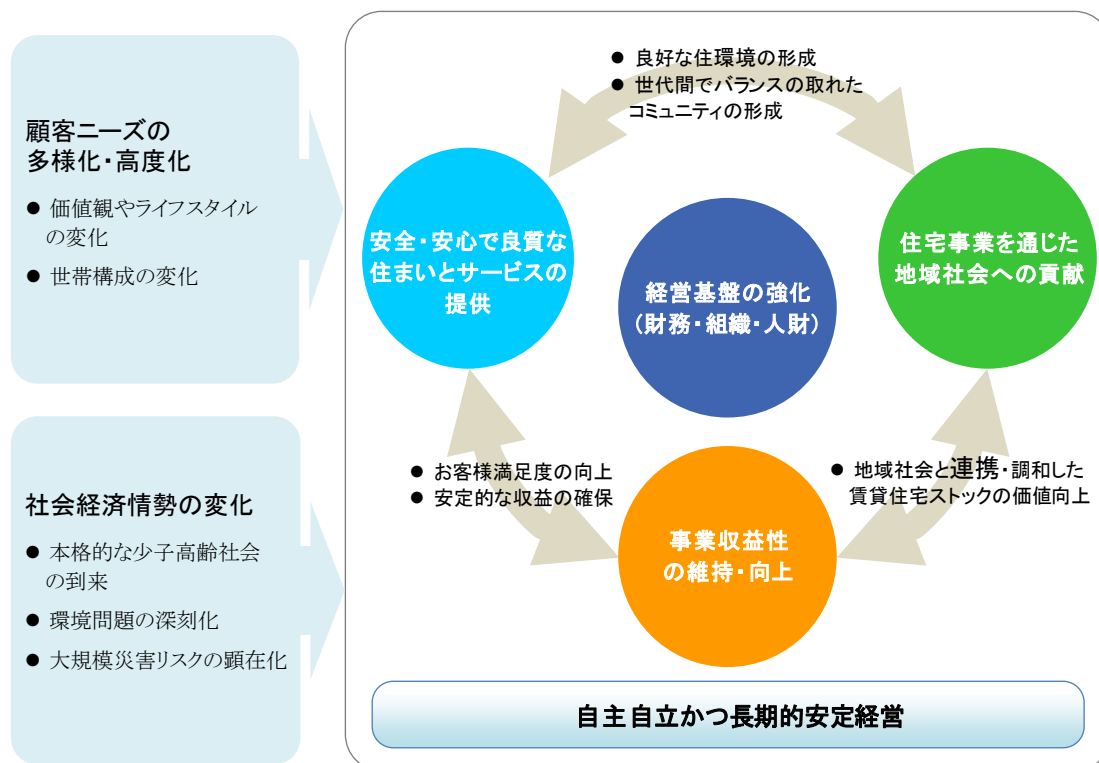 顧客ニーズの
多様化・高度化
● 価値観やライフスタイル
の変化
● 世帯構成の変化
社会経済情勢の変化
● 本格的な少子高齢社会
の到来
● 環境問題の深刻化
● 大規模災害リスクの顕在化
● 良好な住環境の形成
● 世代間でバランスの取れた
コミュニティの形成
安全・安心で良質な
住まいとサービスの
提供
経営基盤の強化
(財務・組織・人財)
住宅事業を通じた
地域社会への貢献
● お客様満足度の向上
● 安定的な収益の確保
● 地域社会と連携・調和した
賃貸住宅ストックの価値向上
事業収益性
の維持・向上
自主自立かつ長期的安定経営